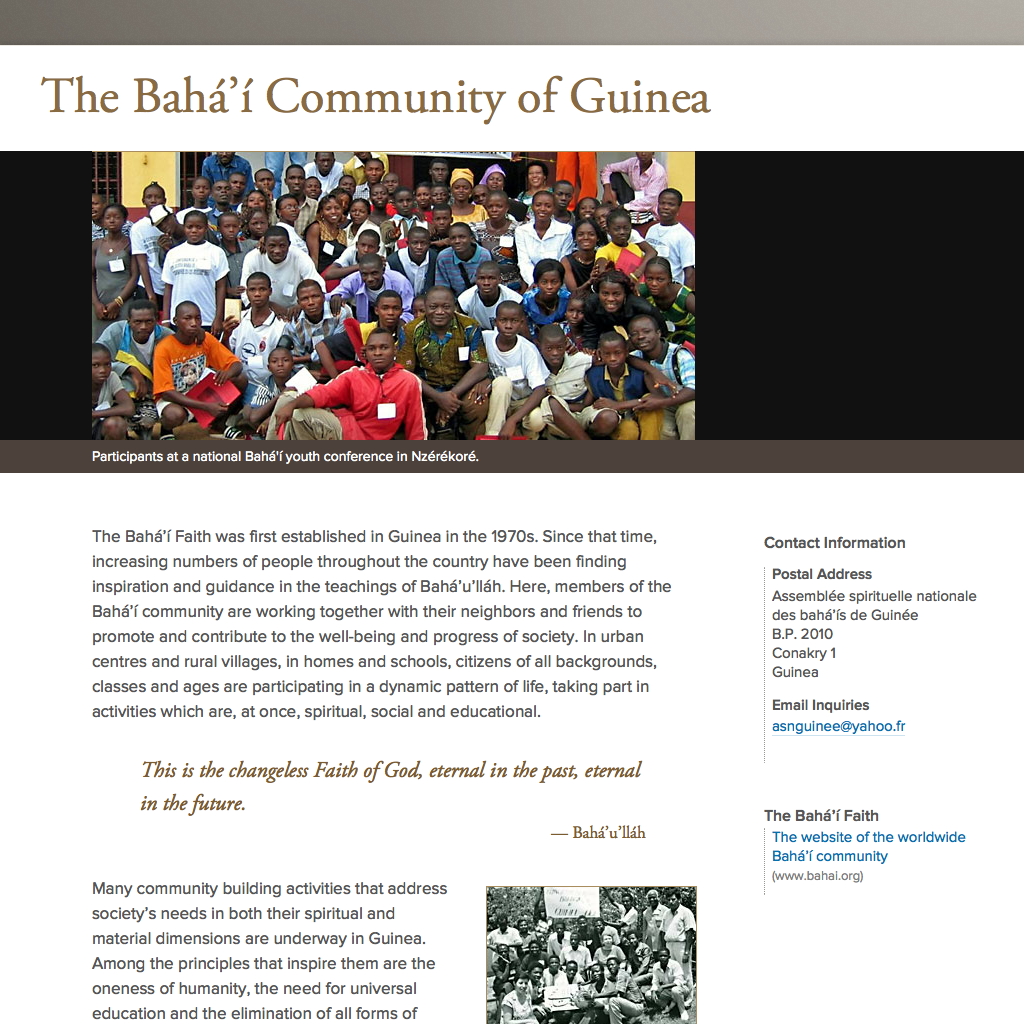 The Bahá’í Community of Guinea
Participants at a national Bahá’í youth conference in Nzérékoré.
The Bahá’í Faith was first established in Guinea in the 1970s. Since that time,
increasing numbers of people throughout the country have been finding
inspiration and guidance in the teachings of Bahá’u’lláh. Here, members of the
Bahá’í community are working together with their neighbors and friends to
promote and contribute to the well-being and progress of society. In urban
centres and rural villages, in homes and schools, citizens of all backgrounds,
classes and ages are participating in a dynamic pattern of life, taking part in
activities which are, at once, spiritual, social and educational.
This is the changeless Faith of God, eternal in the past, eternal
in the future.
— Bahá’u’lláh
Many community building activities that address
society’s needs in both their spiritual and
material dimensions are underway in Guinea.
Among the principles that inspire them are the
oneness of humanity, the need for universal
education and the elimination of all forms of
Contact Information
Postal Address
Assemblée spirituelle nationale
des bahá’ís de Guinée
B.P. 2010
Conakry 1
Guinea
Email Inquiries
asnguinee@yahoo.fr
The Bahá’í Faith
The website of the worldwide
Bahá’í community
(www.bahai.org)